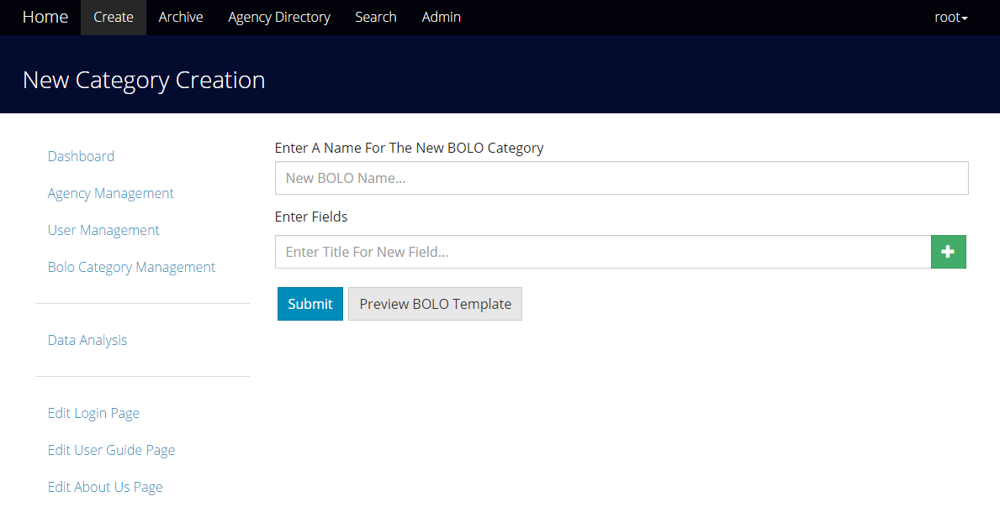 Home Create Archive Agency Directory Search Admin root
New Category Creation
Dashboard
Agency Management
User Management
Bolo Category Management
Data Analysis
Edit Login Page
Edit User Guide Page
Edit About Us Page
Enter A Name For The New BOLO Category
New BOLO Name...
Enter Fields
Enter Title For New Field...
Submit Preview BOLO Template